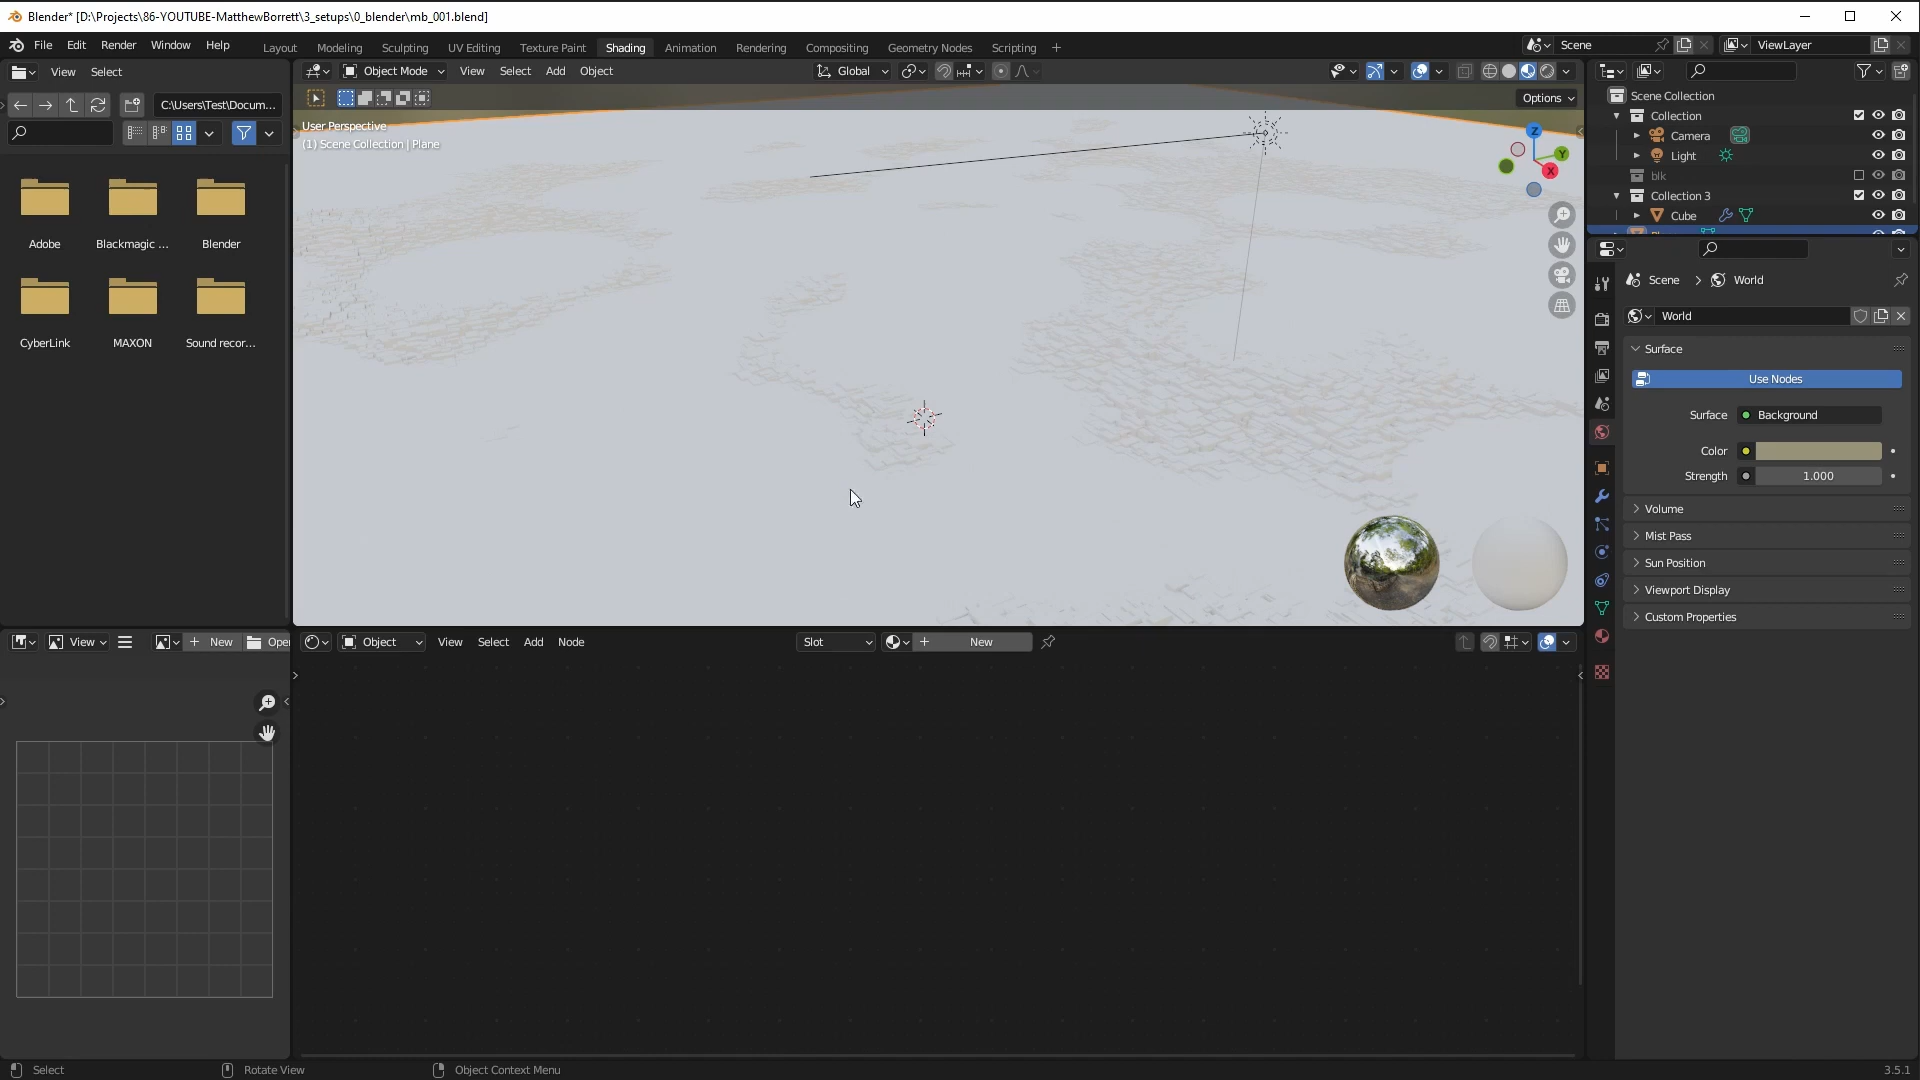 Blender* [D:\Projects\86-YOUTUBE-MatthewBorrett\3_setups\0_blender\mb_001.blend]
File Edit Render Window Help
Layout Modeling Sculpting UV Editing Texture Paint Shading Animation Rendering Compositing Geometry Nodes Scripting
Scene
ViewLayer
View Select
Object Mode View Select Add Object
Global
C:\Users\Test\Docum...
Options
User Perspective
(1) Scene Collection | Plane
Z
Y
X
Adobe
Blackmagic ...
Blender
CyberLink
MAXON
Sound recor...
Scene Collection
Collection
Camera
Light
blk
Collection 3
Cube
Scene > World
World
Surface
Use Nodes
Surface Background
Color
Strength 1.000
Volume
Mist Pass
Sun Position
Viewport Display
Custom Properties
View New Ope
Object View Select Add Node
Slot
New
Select
Rotate View
Object Context Menu
3.5.1